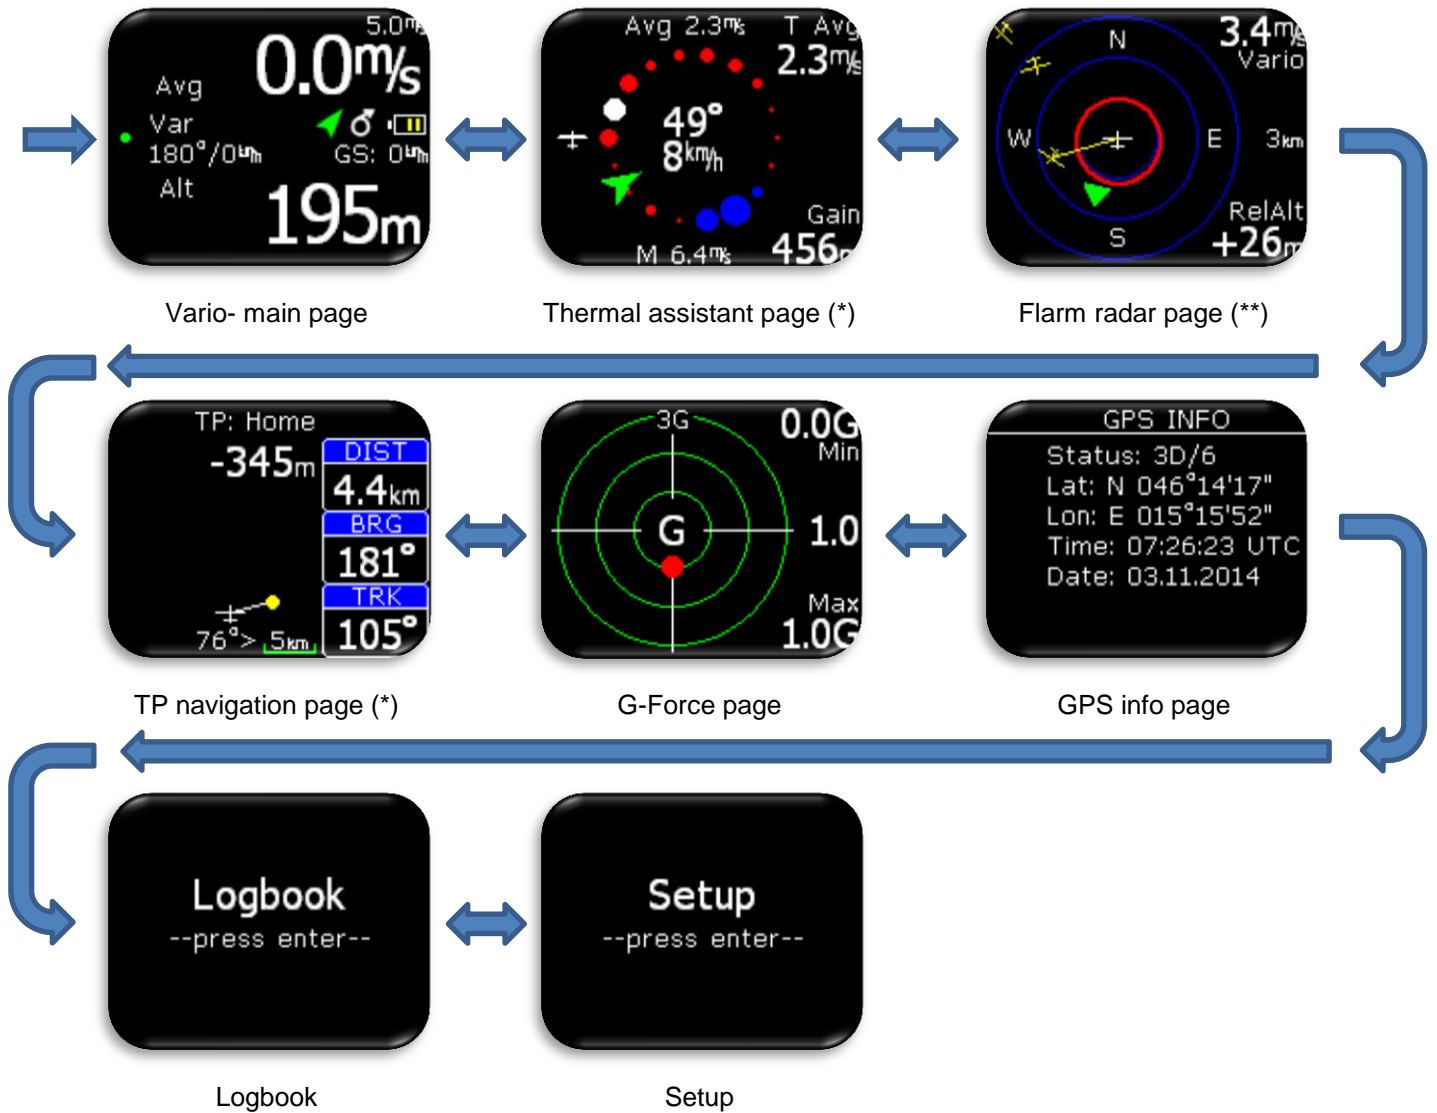 5.0m/s
0.0m/s
Avg
Var
180°/0km/h
GS: 0km/h
Alt
195m
Vario- main page
Avg 2.3m/s
T Avg
2.3m/s
49°
8km/h
Gain
456m
M 6.4m/s
Thermal assistant page (*)
3.4m/s
Vario
N
W
E
3km
RelAlt
S
+26m
Flarm radar page (**)
TP: Home
-345m
DIST
4.4km
BRG
181°
TRK
105°
76°> 5km
TP navigation page (*)
3G
0.0G
Min
G
1.0
Max
1.0G
G-Force page
GPS INFO
Status: 3D/6
Lat: N 046°14'17"
Lon: E 015°15'52"
Time: 07:26:23 UTC
Date: 03.11.2014
GPS info page
Logbook
--press enter--
Logbook
Setup
--press enter--
Setup